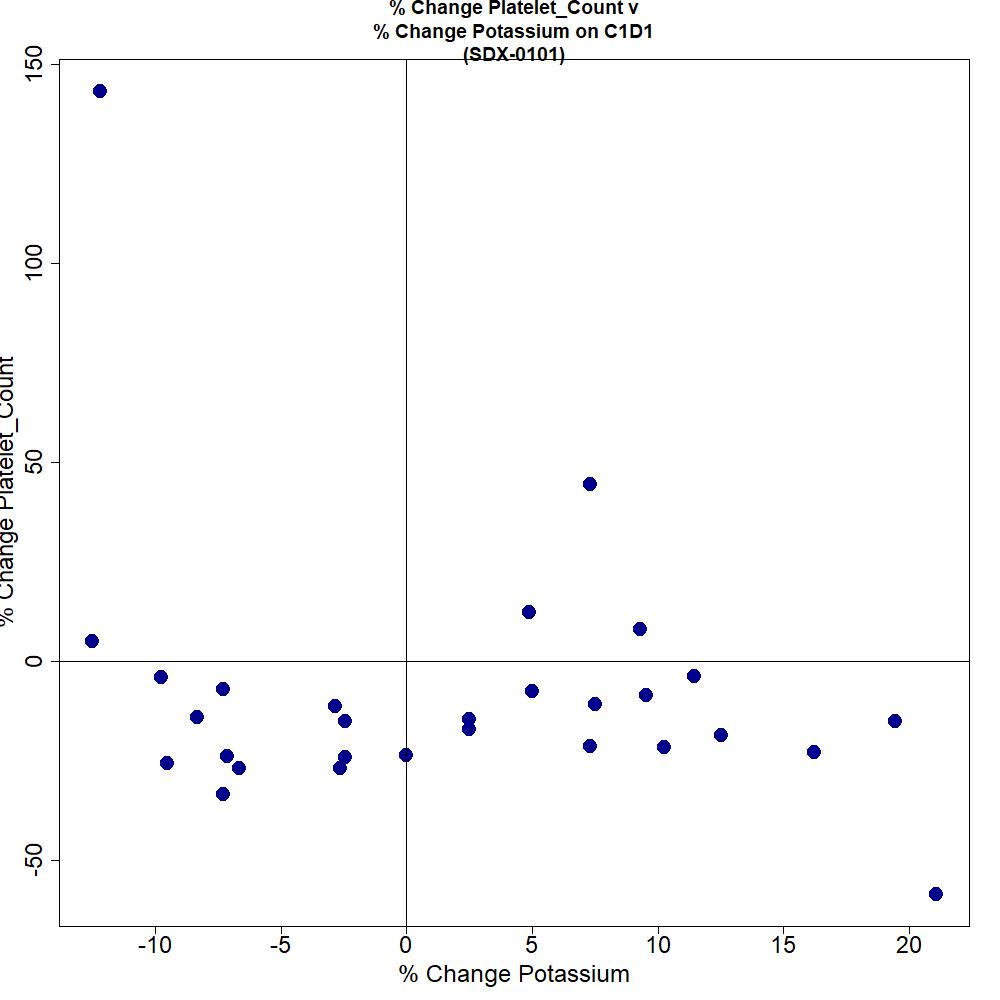 % Change Platelet_Count v
% Change Potassium on C1D1
(SDX-0101)
150
100
50
0
-50
% Change Platelet_Count
-10
-5
0
5
10
15
20
% Change Potassium